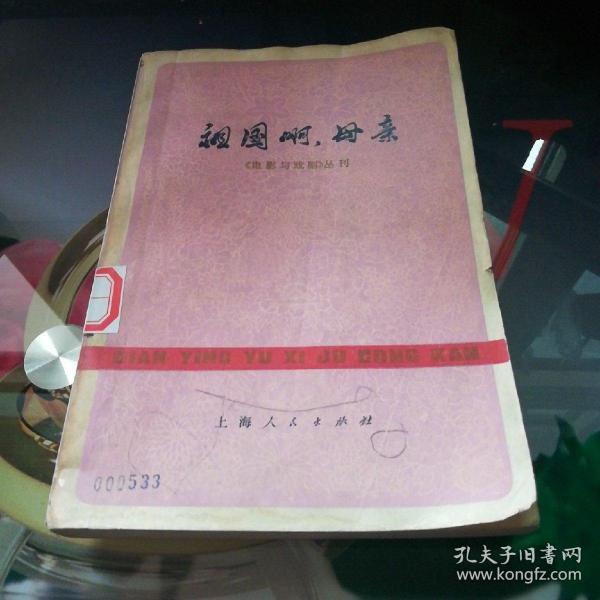 祖国啊，母亲
《电影与戏剧》丛刊
DIAN YING YU XI JU CONG KAN
上海人民出版社
000533
孔夫子旧书网
www.kongfz.com